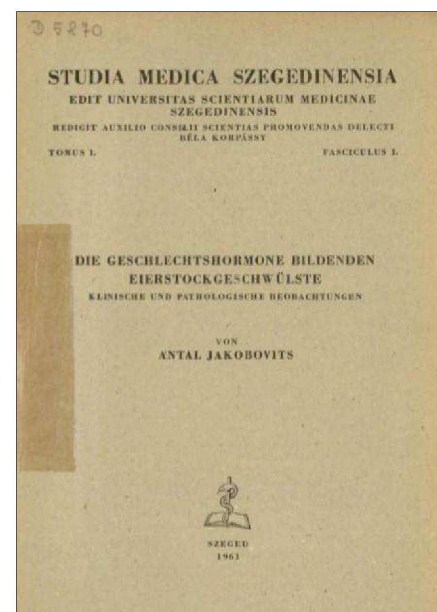 D 5870
STUDIA MEDICA SZEGEDINENSIA
EDIT UNIVERSITAS SCIENTIARUM MEDICINAE
SZEGEDINENSIS
REDIGIT AUXILIO CONSILII SCIENTIAS PROMOVENDAS DELECTI
BÉLA KORPÁSSY
TOMUS I. FASCICULUS I.
DIE GESCHLECHTSHORMONE BILDENDEN
EIERSTOCKGESCHWÜLSTE
KLINISCHE UND PATHOLOGISCHE BEOBACHTUNGEN
VON
ANTAL JAKOBOVITS
SZEGED
1961